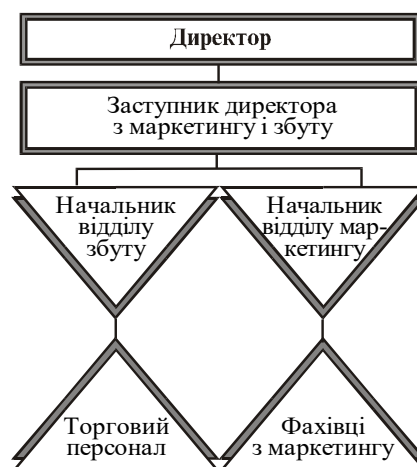 Директор
Заступник директора
з маркетингу і збуту
Начальник
відділу
збуту
Начальник
відділу мар-
кетингу
Торговий
персонал
Фахівці
з маркетингу